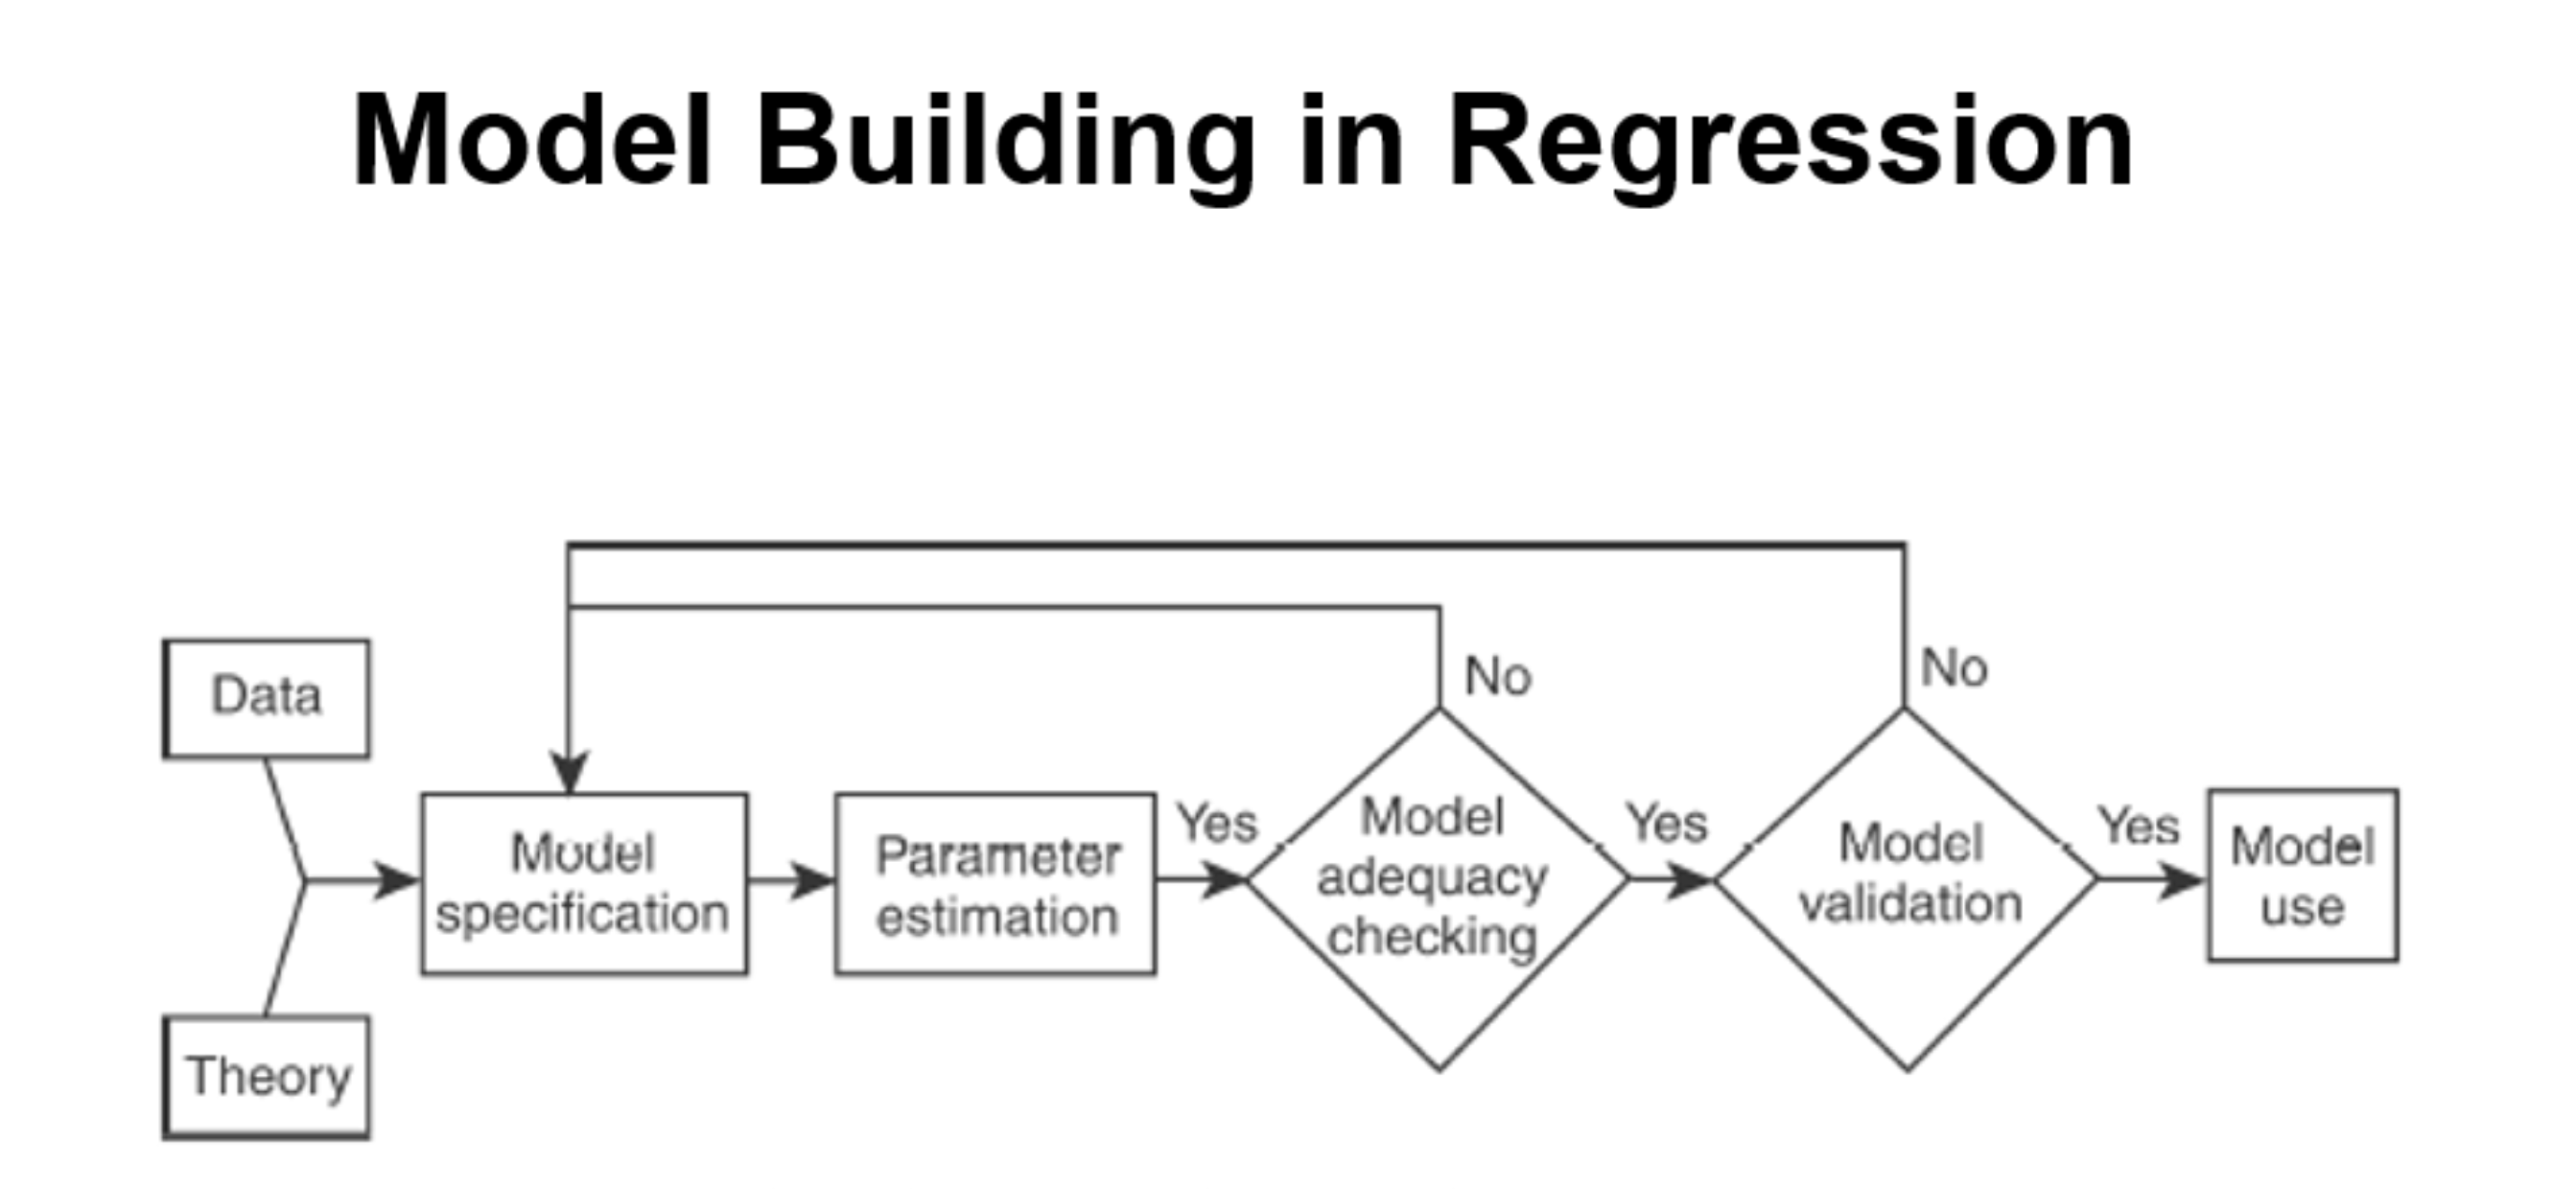 Model Building in Regression
Data
Theory
Model
specification
Parameter
estimation
Yes
Model
adequacy
checking
No
Yes
Model
validation
No
Yes
Model
use